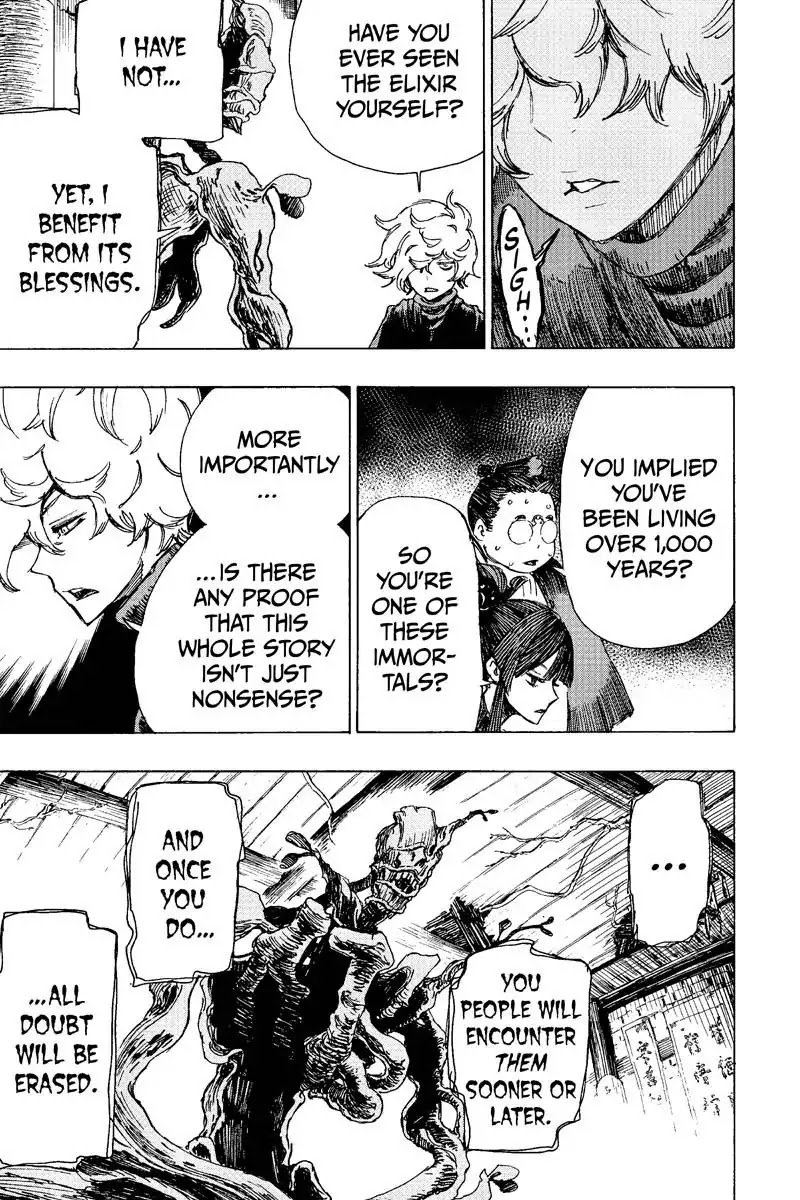 SIGH...
HAVE YOU
EVER SEEN
THE ELIXIR
YOURSELF?
I HAVE
NOT...
YET, I
BENEFIT
FROM ITS
BLESSINGS.
YOU IMPLIED
YOU'VE
BEEN LIVING
OVER 1,000
YEARS?
SO
YOU'RE
ONE OF
THESE
IMMOR-
TALS?
MORE
IMPORTANTLY
...
...IS THERE
ANY PROOF
THAT THIS
WHOLE STORY
ISN'T JUST
NONSENSE?
...
YOU
PEOPLE WILL
ENCOUNTER
THEM
SOONER OR
LATER.
AND
ONCE
YOU
DO...
...ALL
DOUBT
WILL BE
ERASED.